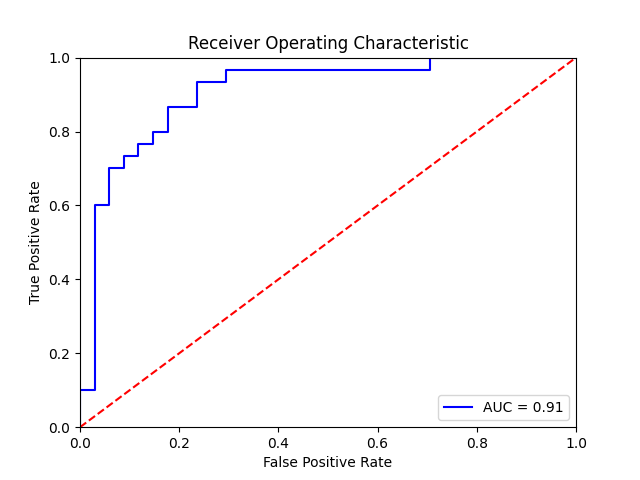 Receiver Operating Characteristic
1.0
0.8
0.6
0.4
0.2
0.0
True Positive Rate
AUC = 0.91
0.0 0.2 0.4 0.6 0.8 1.0
False Positive Rate